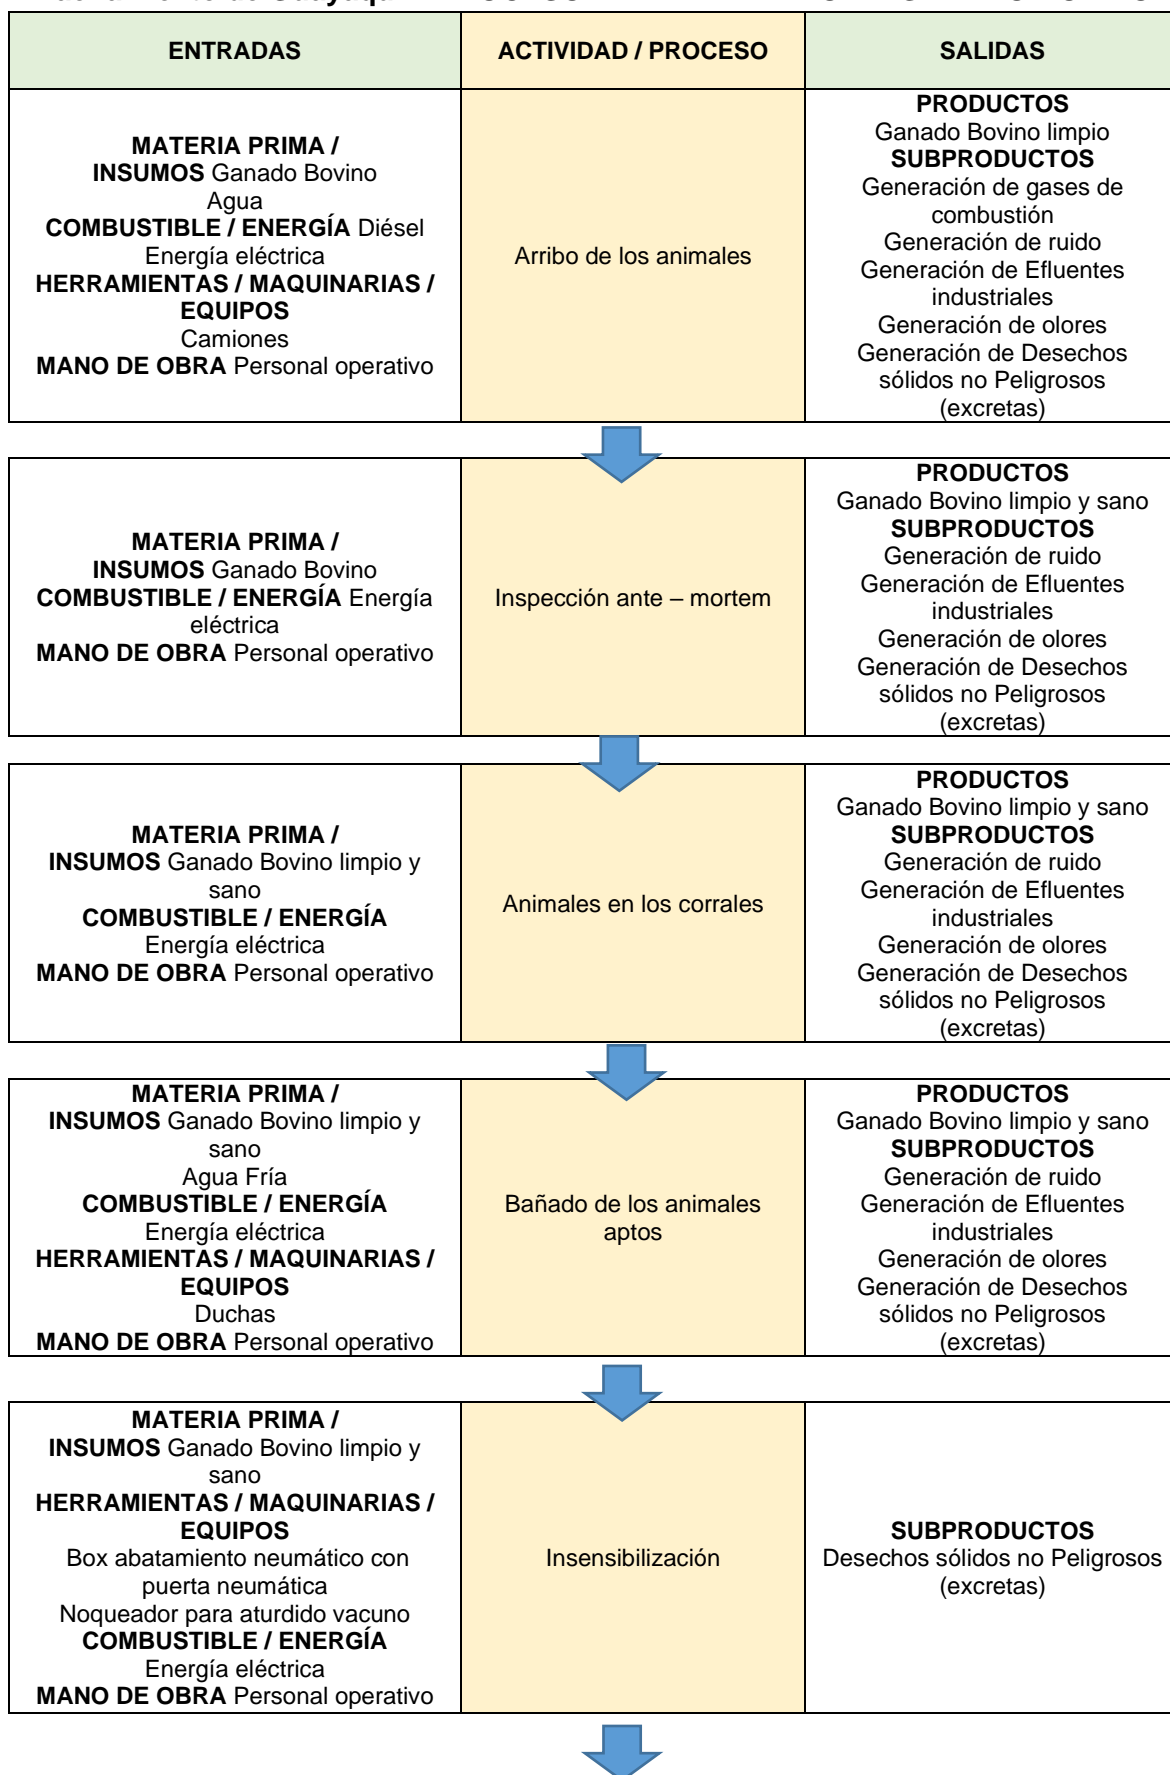 ENTRADAS
ACTIVIDAD / PROCESO
SALIDAS
MATERIA PRIMA /
INSUMOS Ganado Bovino
Agua
COMBUSTIBLE / ENERGÍA Diésel
Energía eléctrica
HERRAMIENTAS / MAQUINARIAS /
EQUIPOS
Camiones
MANO DE OBRA Personal operativo
Arribo de los animales
PRODUCTOS
Ganado Bovino limpio
SUBPRODUCTOS
Generación de gases de
combustión
Generación de ruido
Generación de Efluentes
industriales
Generación de olores
Generación de Desechos
sólidos no Peligrosos
(excretas)
MATERIA PRIMA /
INSUMOS Ganado Bovino
COMBUSTIBLE / ENERGÍA Energía
eléctrica
MANO DE OBRA Personal operativo
Inspección ante – mortem
PRODUCTOS
Ganado Bovino limpio y sano
SUBPRODUCTOS
Generación de ruido
Generación de Efluentes
industriales
Generación de olores
Generación de Desechos
sólidos no Peligrosos
(excretas)
MATERIA PRIMA /
INSUMOS Ganado Bovino limpio y
sano
COMBUSTIBLE / ENERGÍA
Energía eléctrica
MANO DE OBRA Personal operativo
Animales en los corrales
PRODUCTOS
Ganado Bovino limpio y sano
SUBPRODUCTOS
Generación de ruido
Generación de Efluentes
industriales
Generación de olores
Generación de Desechos
sólidos no Peligrosos
(excretas)
MATERIA PRIMA /
INSUMOS Ganado Bovino limpio y
sano
Agua Fría
COMBUSTIBLE / ENERGÍA
Energía eléctrica
HERRAMIENTAS / MAQUINARIAS /
EQUIPOS
Duchas
MANO DE OBRA Personal operativo
Bañado de los animales
aptos
PRODUCTOS
Ganado Bovino limpio y sano
SUBPRODUCTOS
Generación de ruido
Generación de Efluentes
industriales
Generación de olores
Generación de Desechos
sólidos no Peligrosos
(excretas)
MATERIA PRIMA /
INSUMOS Ganado Bovino limpio y
sano
HERRAMIENTAS / MAQUINARIAS /
EQUIPOS
Box abatamiento neumático con
puerta neumática
Noqueador para aturdido vacuno
COMBUSTIBLE / ENERGÍA
Energía eléctrica
MANO DE OBRA Personal operativo
Insensibilización
SUBPRODUCTOS
Desechos sólidos no Peligrosos
(excretas)